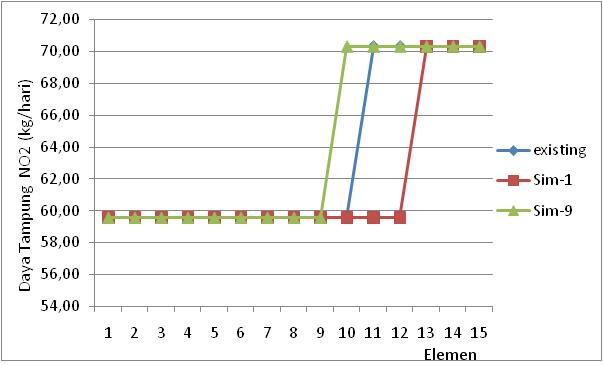 Daya Tampung NO2 (kg/hari)
72,00
70,00
68,00
66,00
64,00
62,00
60,00
58,00
56,00
54,00
1 2 3 4 5 6 7 8 9 10 11 12 13 14 15
Elemen
existing
Sim-1
Sim-9